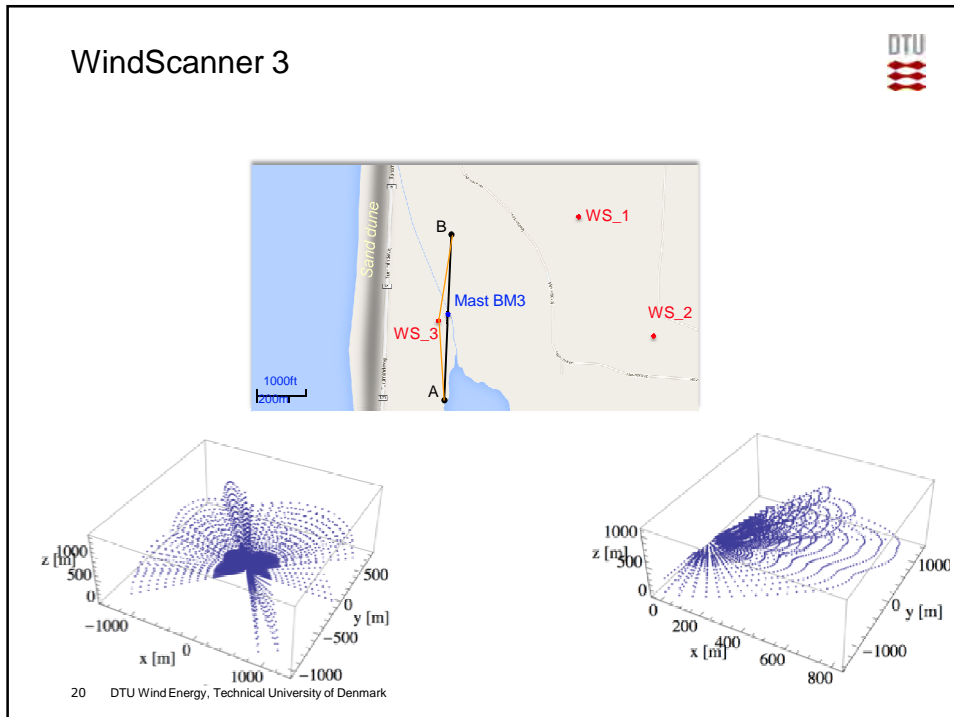 WindScanner 3
DTU
Sand dune
B
WS_1
Mast BM3
WS_3
WS_2
A
1000ft
200m
1000
z [m]
500
0
−1000
0
x [m]
1000
500
0
y [m]
−500
−1000
1000
z [m]
500
0
0
200
400
x [m]
600
800
1000
0
y [m]
−1000
20 DTU Wind Energy, Technical University of Denmark